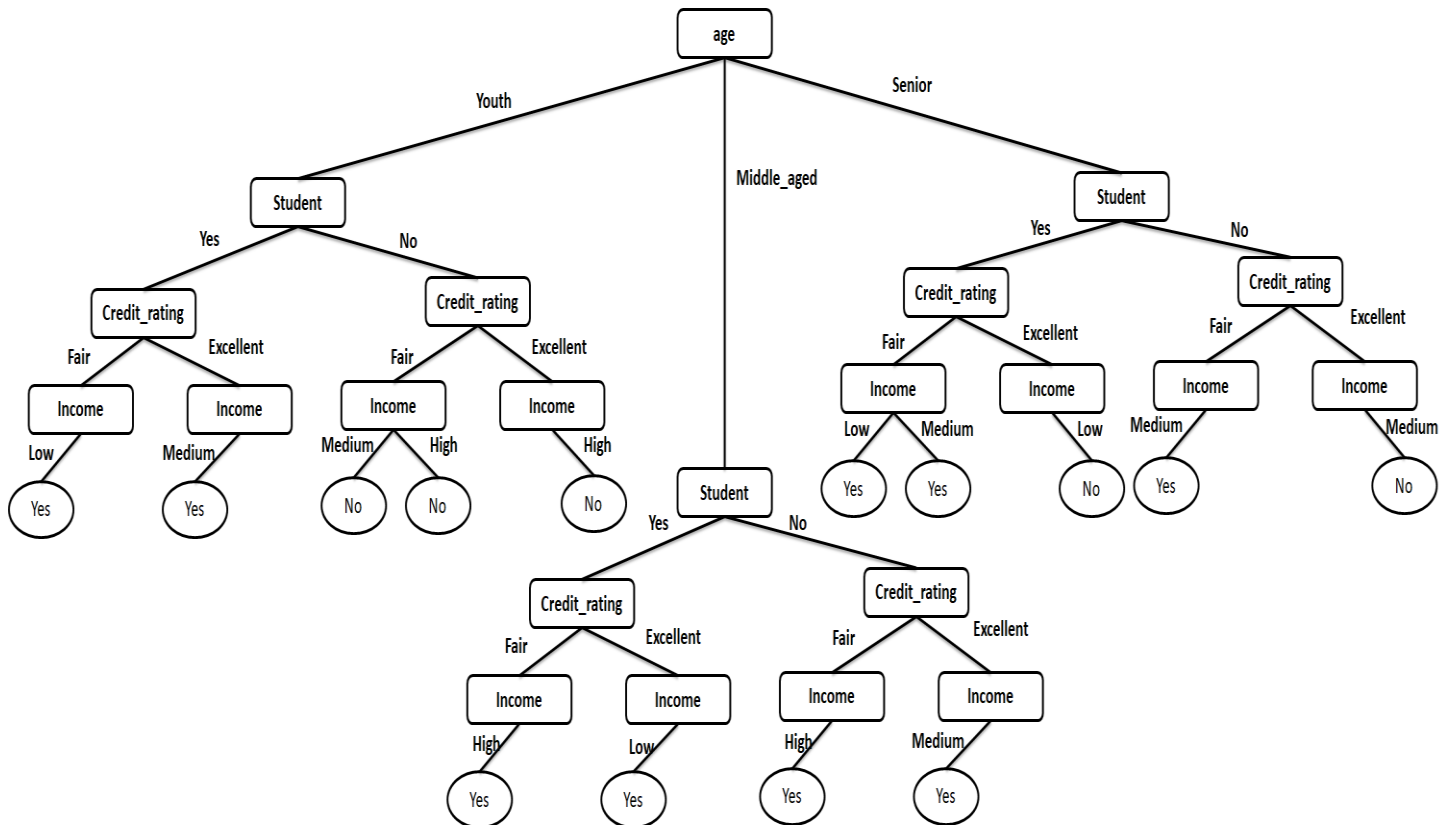 age
Youth
Senior
Middle_aged
Student
Student
Yes
No
Yes
No
Credit_rating
Credit_rating
Credit_rating
Credit_rating
Fair
Excellent
Fair
Excellent
Fair
Excellent
Fair
Excellent
Income
Income
Income
Income
Income
Income
Income
Income
Low
Medium
Medium
High
High
Low
Medium
Low
Medium
Medium
Yes
Yes
No
No
No
Yes
Yes
No
Yes
No
Student
Yes
No
Credit_rating
Credit_rating
Fair
Excellent
Fair
Excellent
Income
Income
Income
Income
High
Low
High
Medium
Yes
Yes
Yes
Yes